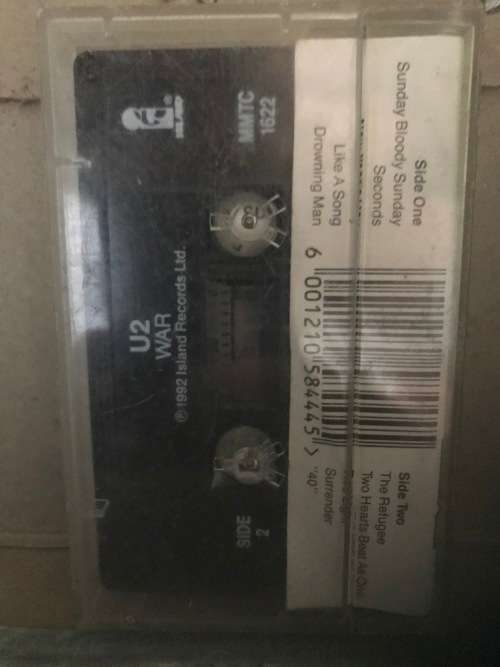 Side One
Sunday Bloody Sunday
Seconds
Like A Song
Drowning Man
6 001210 584445 >
Side Two
The Refugee
Two Hearts Beat As One
Surrender
"40"
ISLAND
MMTC
1622
U2
WAR
℗ 1992 Island Records Ltd.
SIDE
2